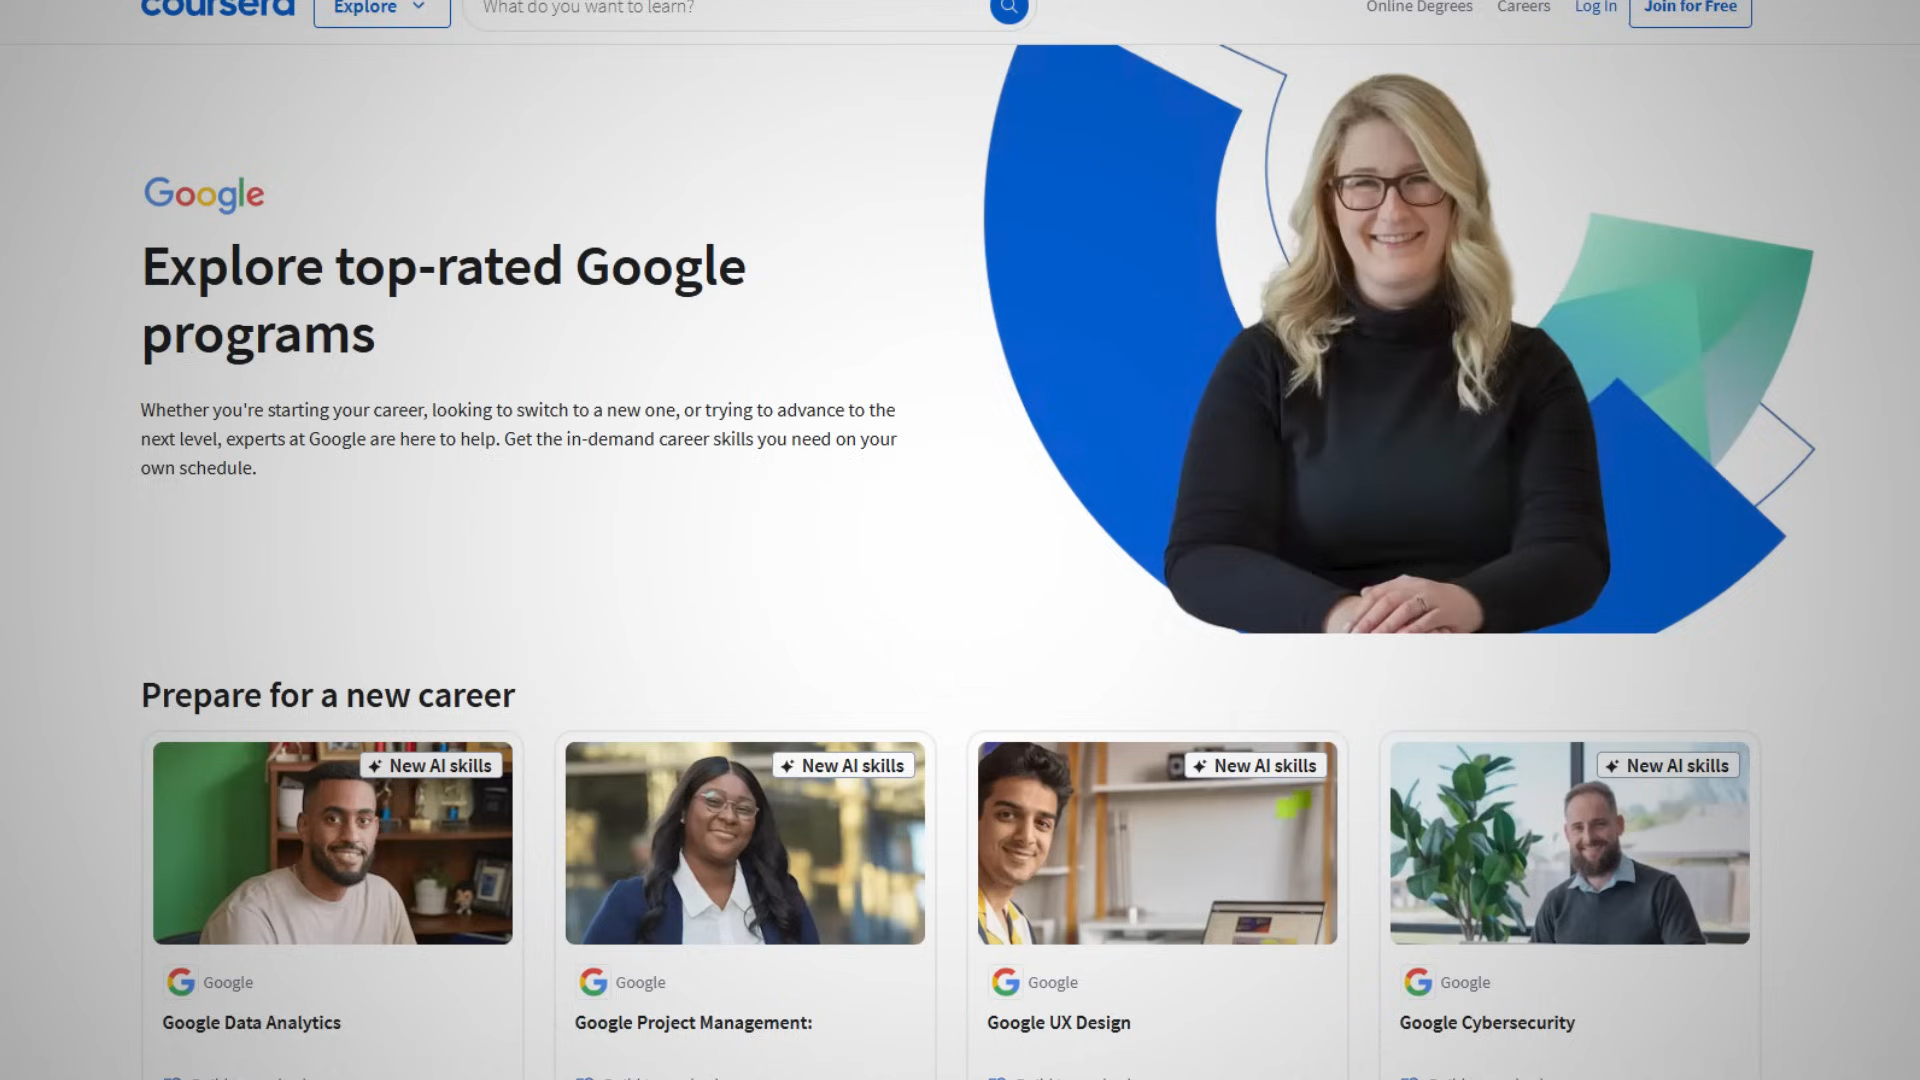 coursera
Explore
What do you want to learn?
Online Degrees
Careers
Log In
Join for Free
Google
Explore top-rated Google
programs
Whether you're starting your career, looking to switch to a new one, or trying to advance to the
next level, experts at Google are here to help. Get the in-demand career skills you need on your
own schedule.
Prepare for a new career
New AI skills
New AI skills
New AI skills
New AI skills
Google
Google
Google
Google
Google Data Analytics
Google Project Management:
Google UX Design
Google Cybersecurity